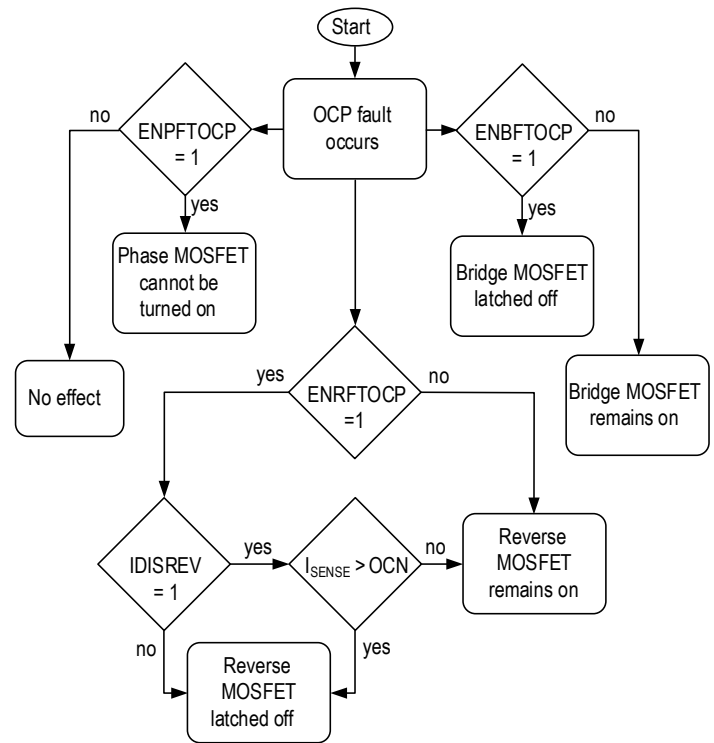 Start
no
ENPFTOCP
= 1
OCP fault
occurs
ENBFTOCP
= 1
no
yes
yes
Phase MOSFET
cannot be
turned on
Bridge MOSFET
latched off
No effect
yes
ENRFTOCP
=1
no
Bridge MOSFET
remains on
IDISREV
= 1
yes
ISENSE > OCN
no
Reverse
MOSFET
remains on
no
yes
Reverse
MOSFET
latched off